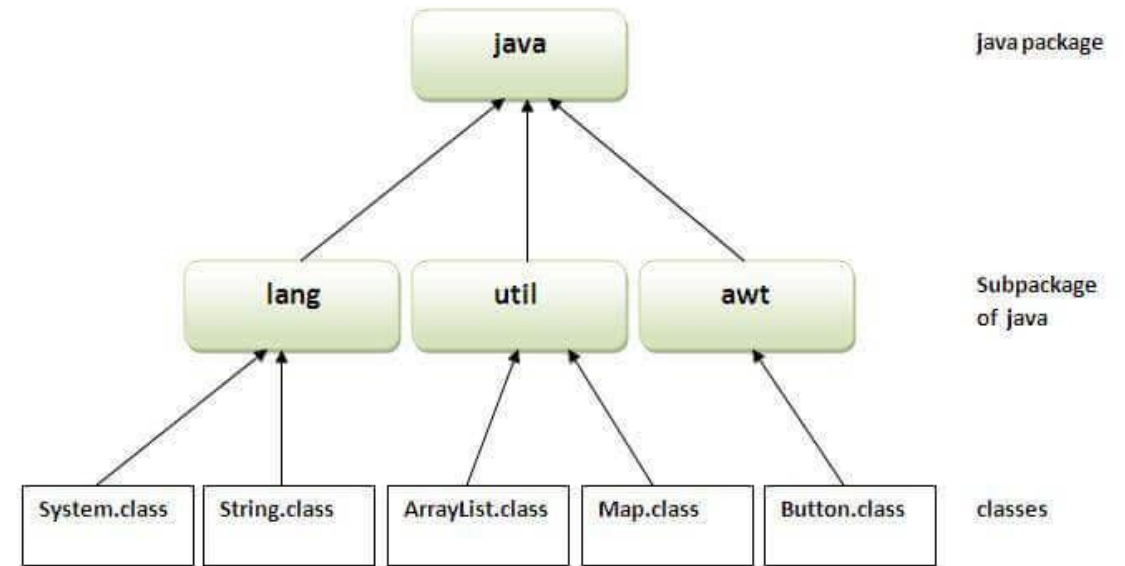 java
java package
lang
util
awt
Subpackage
of java
System.class
String.class
ArrayList.class
Map.class
Button.class
classes